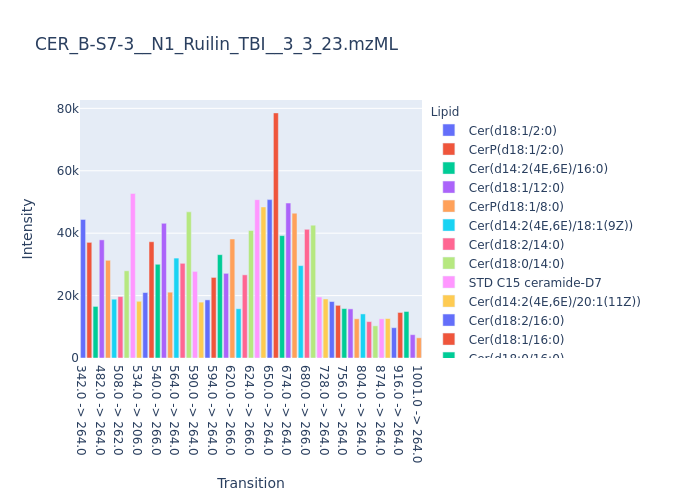 CER_B-S7-3__N1_Ruilin_TBI__3_3_23.mzML
Lipid
Cer(d18:1/2:0)
CerP(d18:1/2:0)
Cer(d14:2(4E,6E)/16:0)
Cer(d18:1/12:0)
CerP(d18:1/8:0)
Cer(d14:2(4E,6E)/18:1(9Z))
Cer(d18:2/14:0)
Cer(d18:0/14:0)
STD C15 ceramide-D7
Cer(d14:2(4E,6E)/20:1(11Z))
Cer(d18:2/16:0)
Cer(d18:1/16:0)
Cer(d18:0/16:0)
Intensity
80k
60k
40k
20k
0
342.0 -> 264.0
482.0 -> 264.0
508.0 -> 262.0
534.0 -> 206.0
540.0 -> 266.0
564.0 -> 264.0
590.0 -> 264.0
594.0 -> 264.0
620.0 -> 266.0
624.0 -> 266.0
650.0 -> 264.0
674.0 -> 264.0
680.0 -> 266.0
728.0 -> 264.0
756.0 -> 264.0
804.0 -> 264.0
874.0 -> 264.0
916.0 -> 264.0
1001.0 -> 264.0
Transition